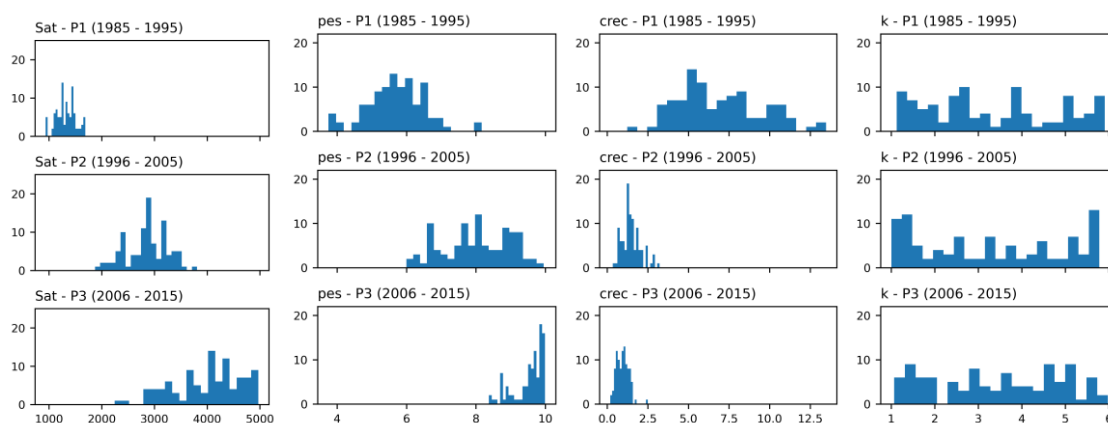 Sat - P1 (1985 - 1995)
pes - P1 (1985 - 1995)
crec - P1 (1985 - 1995)
k - P1 (1985 - 1995)
20
10
0
20
10
0
20
10
0
20
10
0
Sat - P2 (1996 - 2005)
pes - P2 (1996 - 2005)
crec - P2 (1996 - 2005)
k - P2 (1996 - 2005)
20
10
0
20
10
0
20
10
0
20
10
0
Sat - P3 (2006 - 2015)
pes - P3 (2006 - 2015)
crec - P3 (2006 - 2015)
k - P3 (2006 - 2015)
20
10
0
20
10
0
20
10
0
20
10
0
1000 2000 3000 4000 5000
4 6 8 10
0.0 2.5 5.0 7.5 10.0 12.5
1 2 3 4 5 6